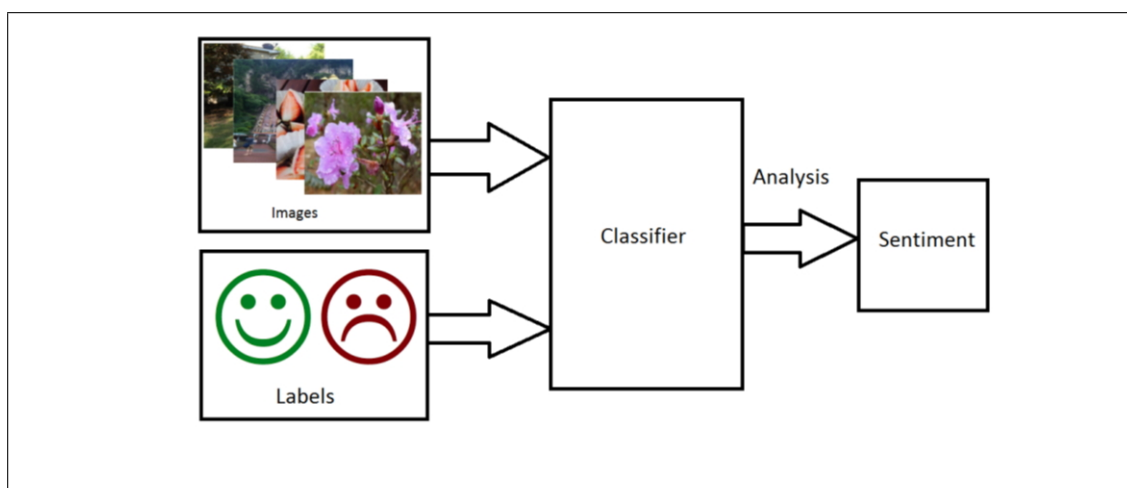 Images
Labels
Classifier
Analysis
Sentiment